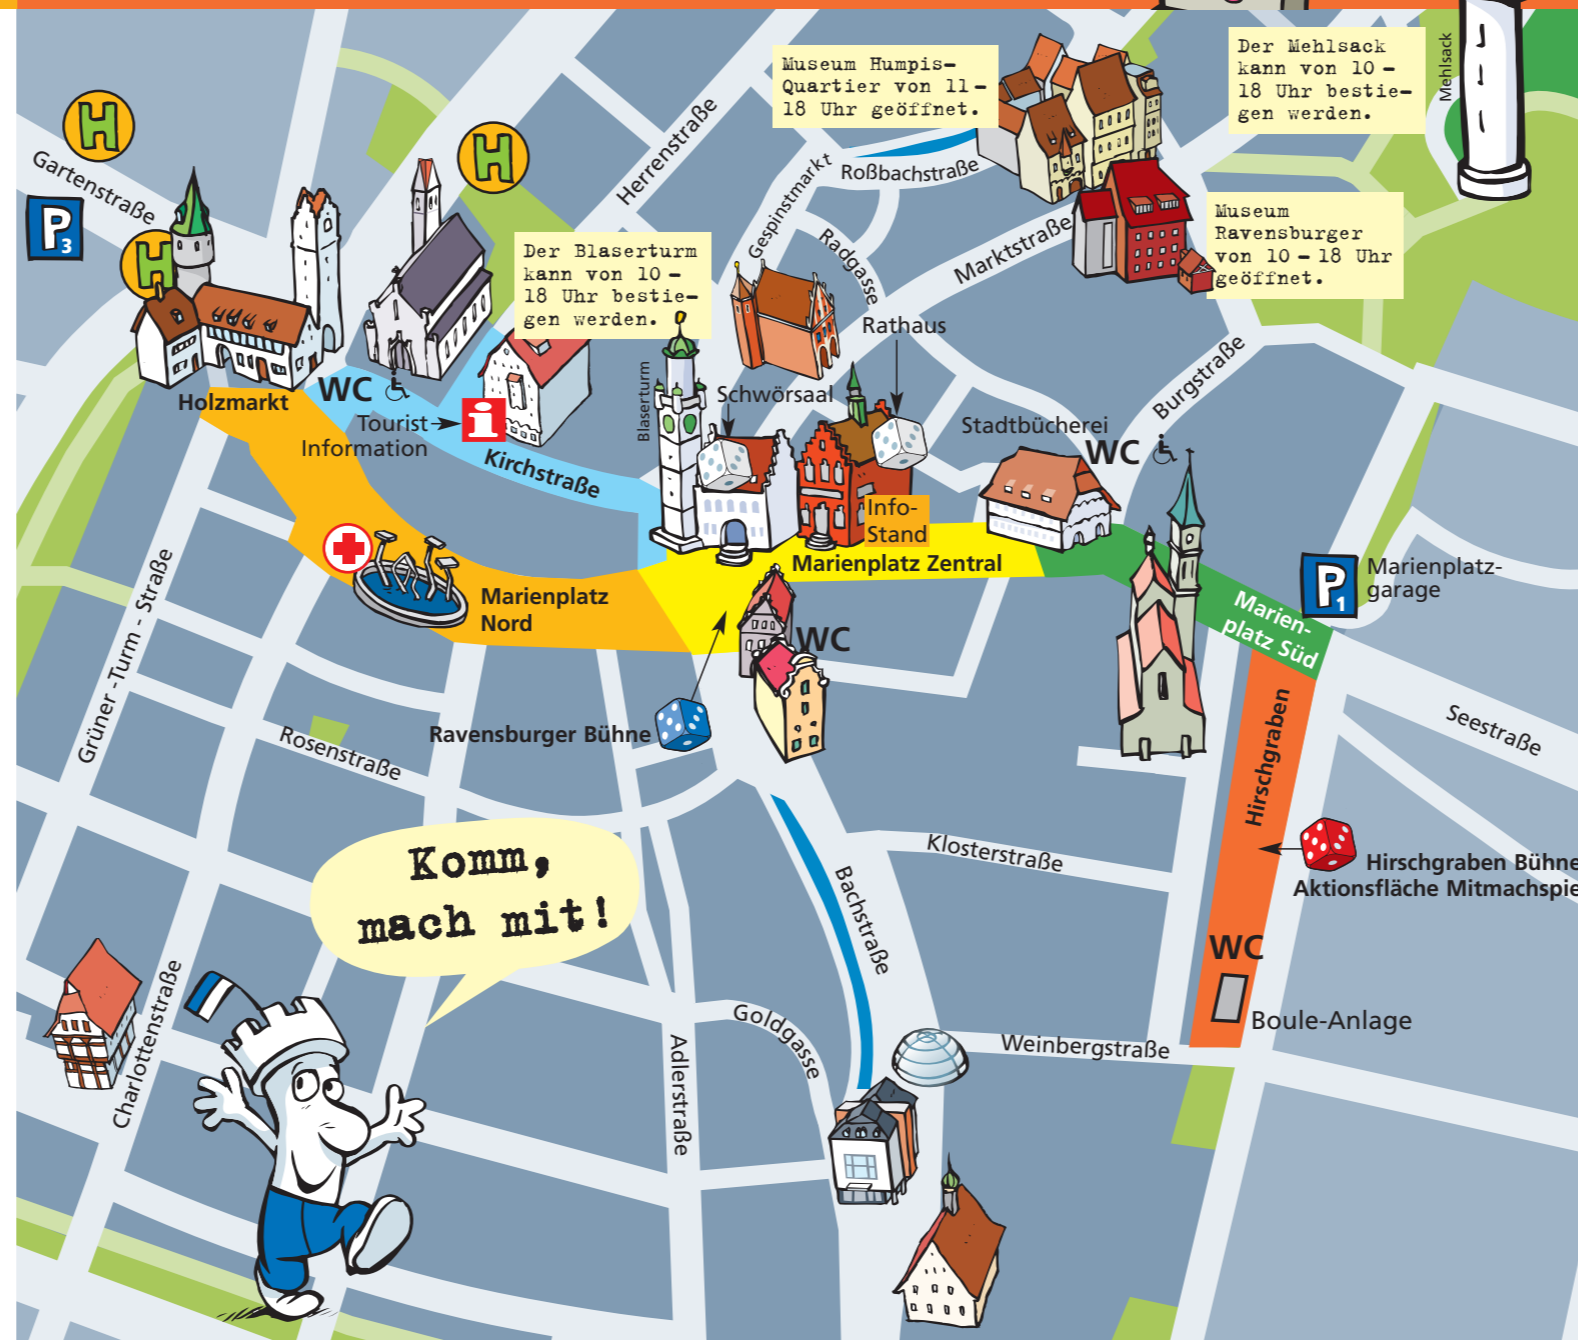 Museum Humpis-
Quartier von 11 –
18 Uhr geöffnet.
Der Mehlsack
kann von 10 –
18 Uhr bestie-
gen werden.
Mehlsack
H
Gartenstraße
P3
H
H
Herrenstraße
Gespinstmarkt
Roßbachstraße
Radgasse
Marktstraße
Museum
Ravensburger
von 10 – 18 Uhr
geöffnet.
Der Blaserturm
kann von 10 –
18 Uhr bestie-
gen werden.
Rathaus
Burgstraße
Holzmarkt
WC
Tourist
Information
i
Kirchstraße
Blaserturm
Schwörsaal
Stadtbücherei
WC
Info-
Stand
Marienplatz Zentral
Marienplatz
Nord
Marien-
platz Süd
P1
Marienplatz-
garage
Grüner-Turm-Straße
WC
Ravensburger Bühne
Rosenstraße
Hirschgraben
Seestraße
Komm,
mach mit!
Bachstraße
Klosterstraße
Hirschgraben Bühne
Aktionsfläche Mitmachspie
WC
Boule-Anlage
Charlottenstraße
Adlerstraße
Goldgasse
Weinbergstraße